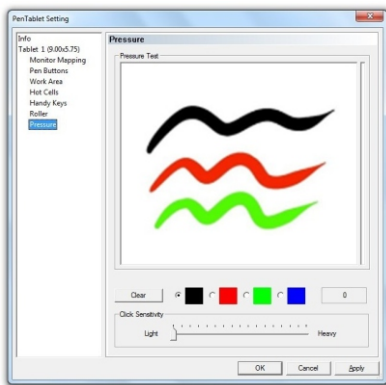 PenTablet Setting
Info
Tablet 1 (9.00x5.75)
Monitor Mapping
Pen Buttons
Work Area
Hot Cells
Handy Keys
Roller
Pressure
Pressure
Pressure Test
Clear
0
Click Sensitivity
Light
Heavy
OK
Cancel
Apply